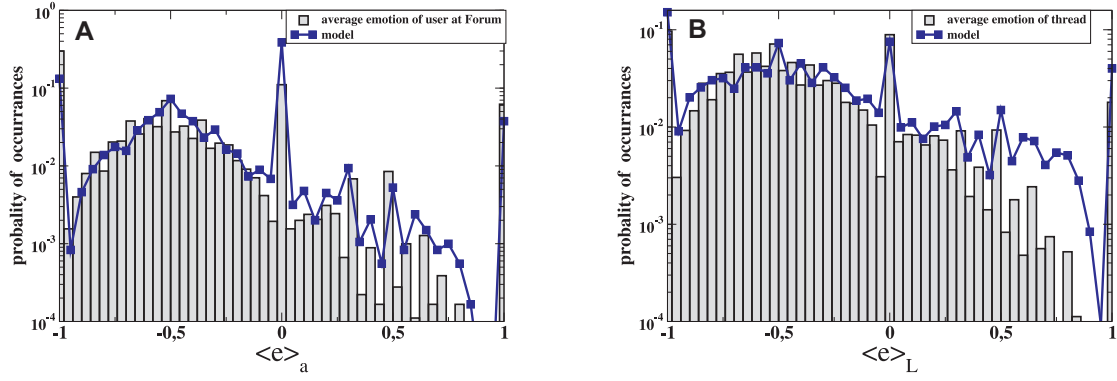 A
average emotion of user at Forum
model
probality of occurrances
10^0
10^-1
10^-2
10^-3
10^-4
-1 -0,5 0 0,5 1
<e>_a
B
average emotion of thread
model
probality of occurrances
10^-1
10^-2
10^-3
10^-4
-1 -0,5 0 0,5 1
<e>_L